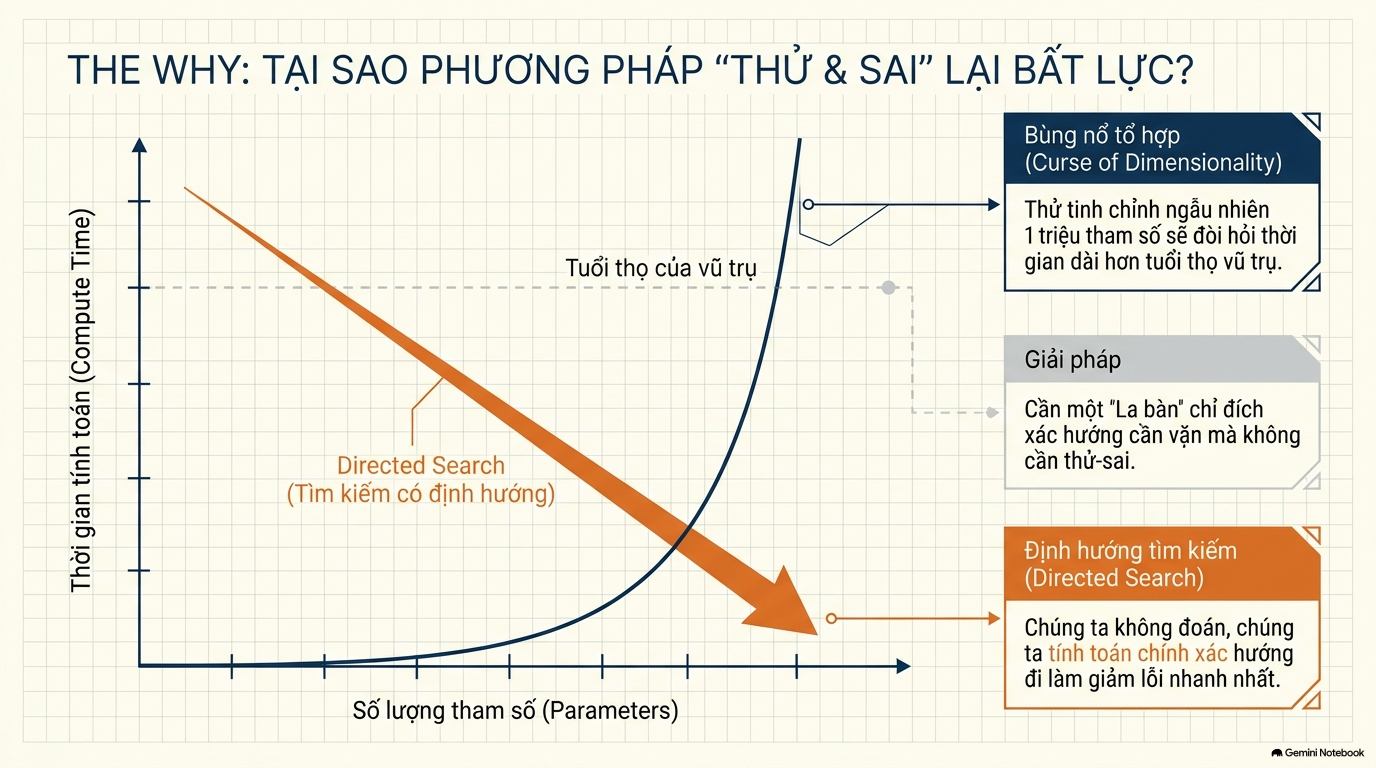 THE WHY: TẠI SAO PHƯƠNG PHÁP “THỬ & SAI” LẠI BẤT LỰC?
Thời gian tính toán (Compute Time)
Tuổi thọ của vũ trụ
Directed Search
(Tìm kiếm có định hướng)
Số lượng tham số (Parameters)
Bùng nổ tổ hợp
(Curse of Dimensionality)
Thử tinh chỉnh ngẫu nhiên
1 triệu tham số sẽ đòi hỏi thời
gian dài hơn tuổi thọ vũ trụ.
Giải pháp
Cần một "La bàn" chỉ đích
xác hướng cần vặn mà không
cần thử-sai.
Định hướng tìm kiếm
(Directed Search)
Chúng ta không đoán, chúng
ta tính toán chính xác hướng
đi làm giảm lỗi nhanh nhất.
Gemini Notebook